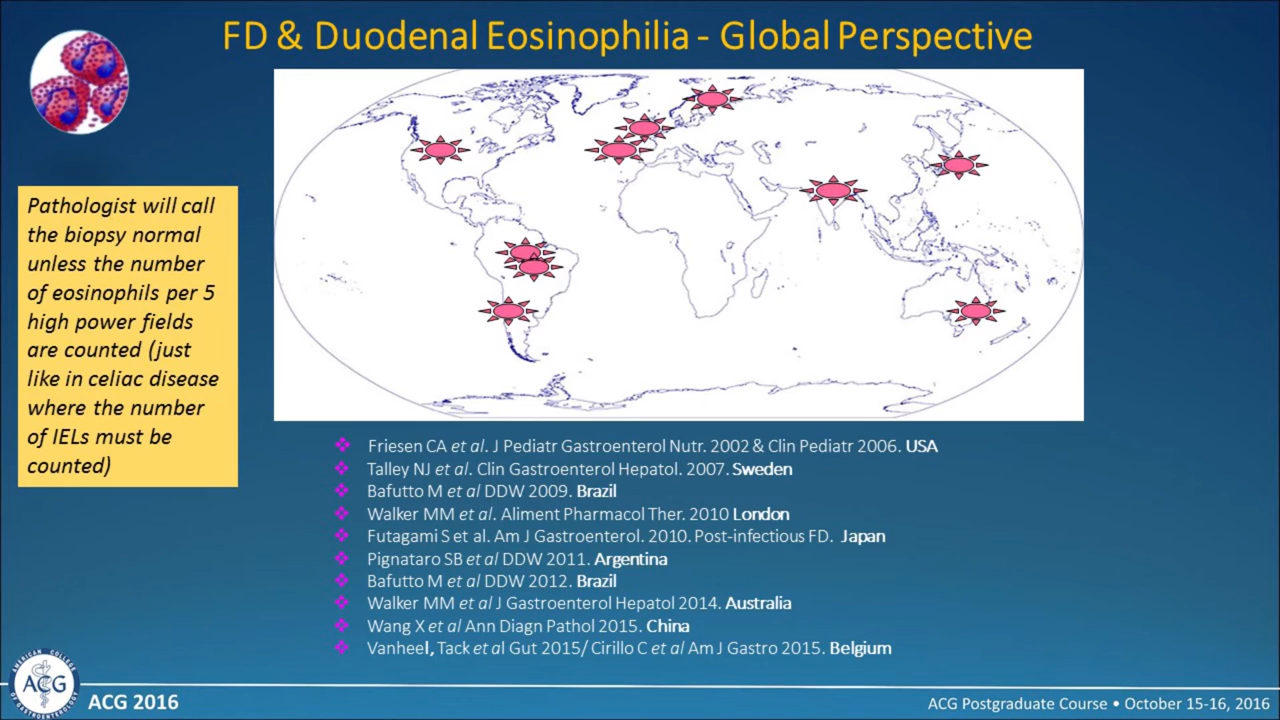 FD & Duodenal Eosinophilia - Global Perspective
Pathologist will call
the biopsy normal
unless the number
of eosinophils per 5
high power fields
are counted (just
like in celiac disease
where the number
of IELs must be
counted)
Friesen CA et al. J Pediatr Gastroenterol Nutr. 2002 & Clin Pediatr 2006. USA
Talley NJ et al. Clin Gastroenterol Hepatol. 2007. Sweden
Bafutto M et al DDW 2009. Brazil
Walker MM et al. Aliment Pharmacol Ther. 2010 London
Futagami S et al. Am J Gastroenterol. 2010. Post-infectious FD. Japan
Pignataro SB et al DDW 2011. Argentina
Bafutto M et al DDW 2012. Brazil
Walker MM et al J Gastroenterol Hepatol 2014. Australia
Wang X et al Ann Diagn Pathol 2015. China
Vanheel, Tack et al Gut 2015/ Cirillo C et al Am J Gastro 2015. Belgium
AMERICAN COLLEGE
OF GASTROENTEROLOGY
ACG
ACG 2016
ACG Postgraduate Course • October 15-16, 2016